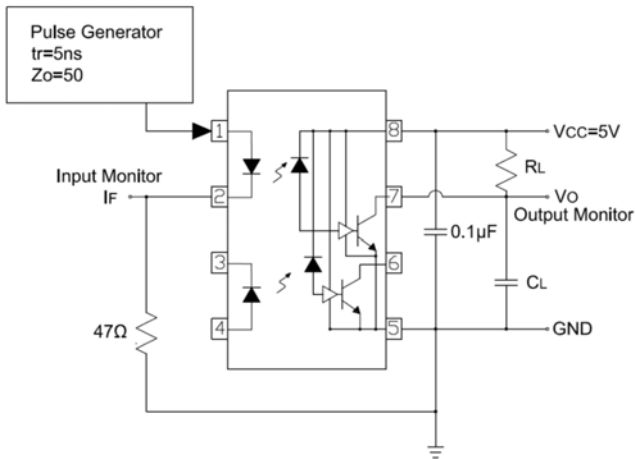 Pulse Generator
tr=5ns
Zo=50
1
8
VCC=5V
RL
Input Monitor
IF
2
7
VO
Output Monitor
0.1µF
3
6
CL
47Ω
4
5
GND